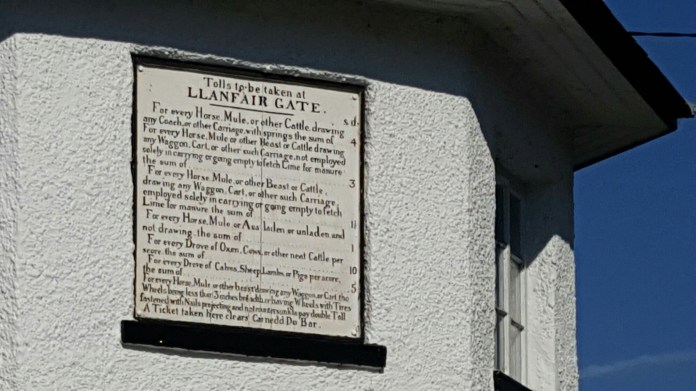 Tolls to be taken at
LLANFAIR GATE.
s. d.
For every Horse, Mule, or other Cattle, drawing
any Coach, or other Carriage, with springs the sum of 4
For every Horse, Mule or other Beast or Cattle drawing
any Waggon, Cart, or other such Carriage, not employed
solely in carrying or going empty to fetch Lime for manure
the sum of 3
For every Horse, Mule or other Beast or Cattle,
drawing any Waggon, Cart, or other such Carriage,
employed solely in carrying or going empty to fetch
Lime for manure the sum of 1½
For every Horse, Mule, or Ass laden or unladen and
not drawing, the sum of 1
For every Drove of Oxen, Cows, or other neat Cattle per
score, the sum of 10
For every Drove of Calves, Sheep, Lambs or Pigs per score,
the sum of 5
For every Horse, Mule or other beast drawing any Waggon, or Cart, the
Wheels being less than 3 inches breadth, or having Wheels with Tires
fastened with Nails projecting and not countersunk to pay double Toll
A Ticket taken here clears Carnedd Du Bar.